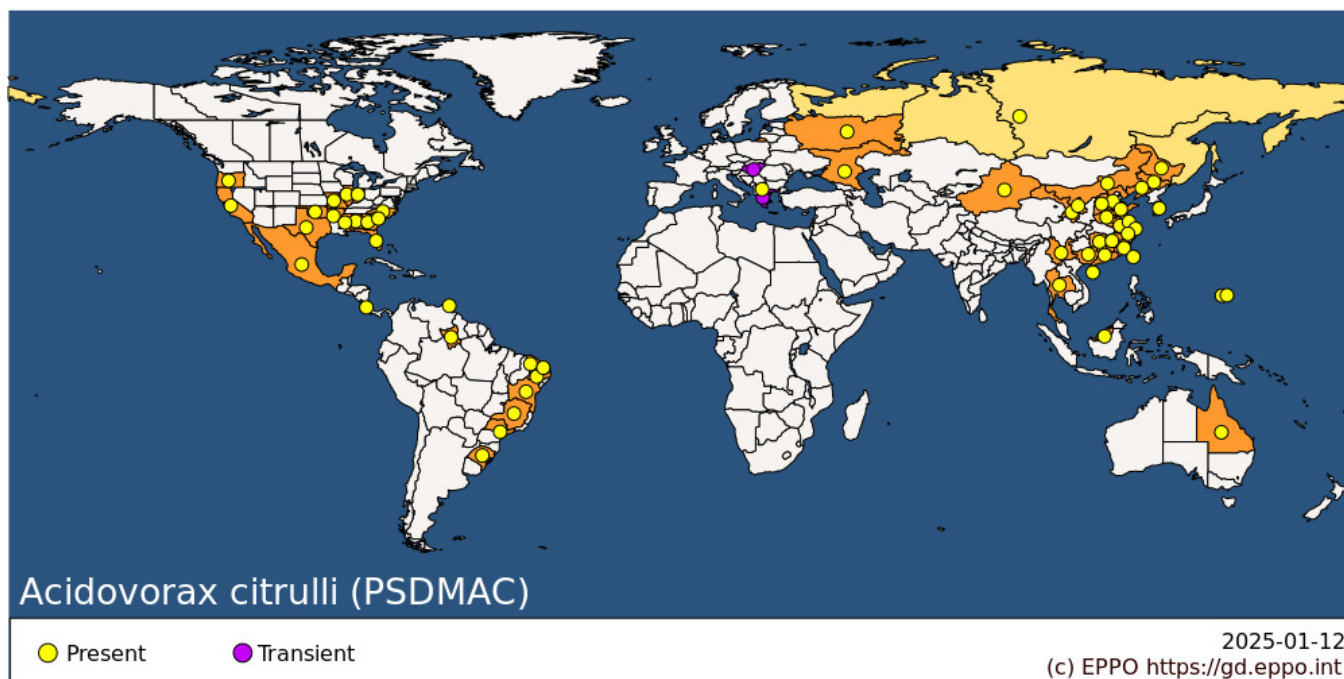 Acidovorax citrulli (PSDMAC)
Present
Transient
2025-01-12
(c) EPPO https://gd.eppo.int